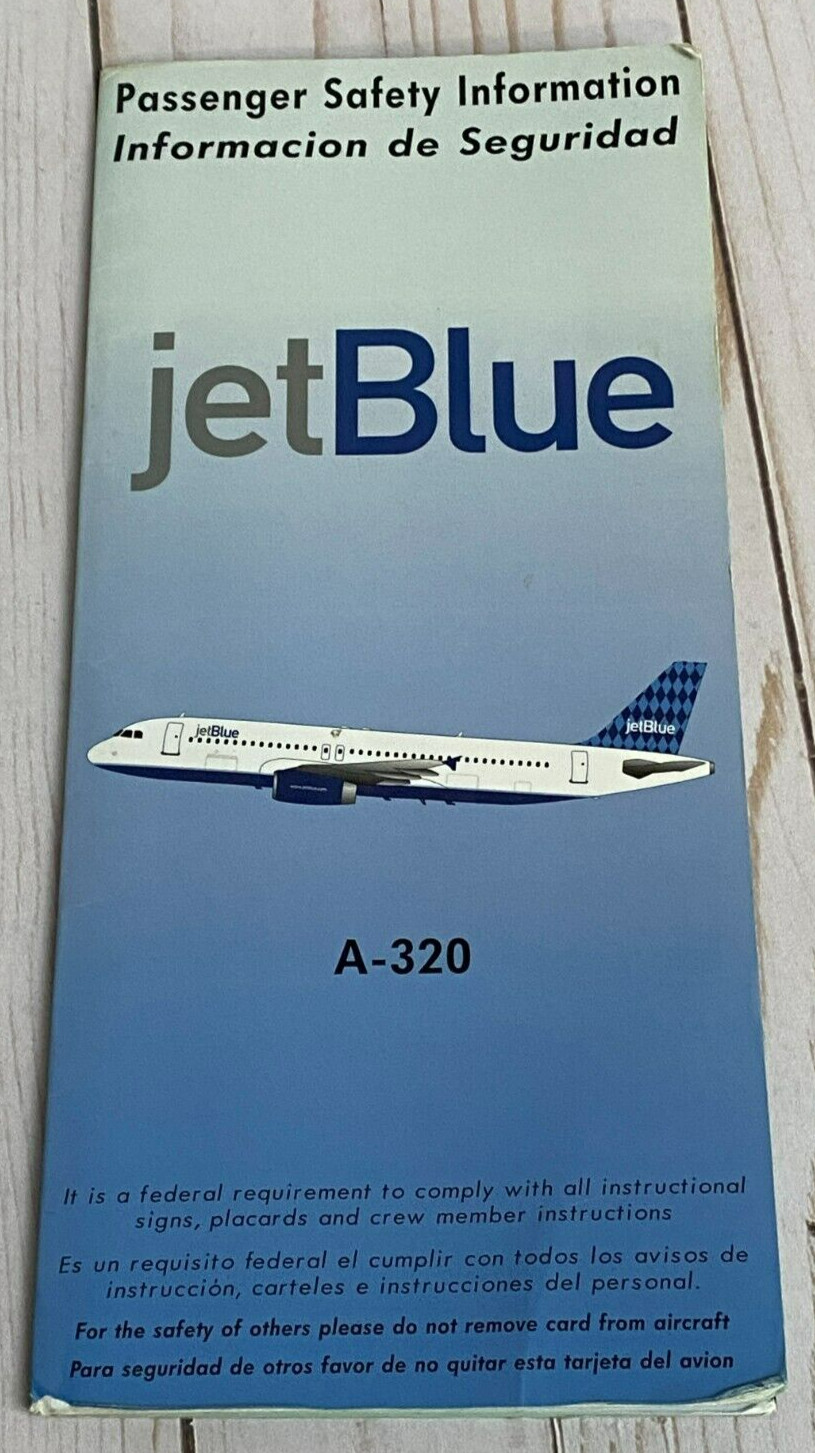 Passenger Safety Information
Informacion de Seguridad
jetBlue
jetBlue
jetBlue
www.jetblue.com
A-320
It is a federal requirement to comply with all instructional
signs, placards and crew member instructions
Es un requisito federal el cumplir con todos los avisos de
instrucción, carteles e instrucciones del personal.
For the safety of others please do not remove card from aircraft
Para seguridad de otros favor de no quitar esta tarjeta del avion